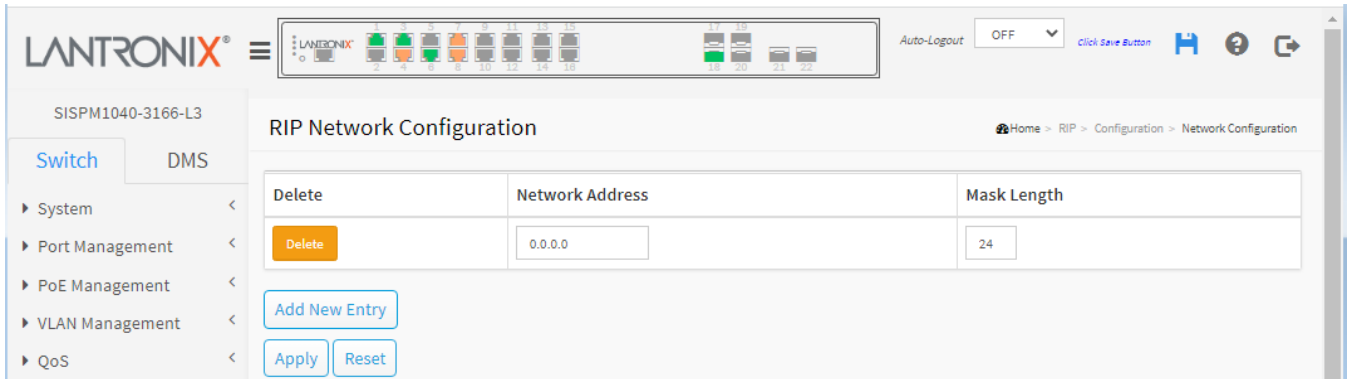 LANTRONIX®
LANTRONIX
1 3 5 7 9 11 13 15 17 19
2 4 6 8 10 12 14 16 18 20 21 22
Auto-Logout OFF Click Save Button
SISPM1040-3166-L3
Switch DMS
System
Port Management
PoE Management
VLAN Management
QoS
RIP Network Configuration
Home > RIP > Configuration > Network Configuration
Delete Network Address Mask Length
Delete 0.0.0.0 24
Add New Entry
Apply Reset